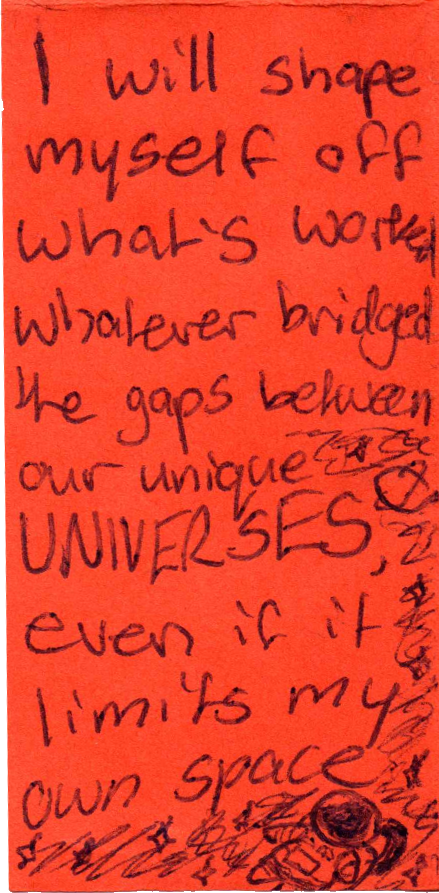 I will shape
myself off
what's worked
whatever bridged
the gaps between
our unique
UNIVERSES,
even if it
limits my
own space